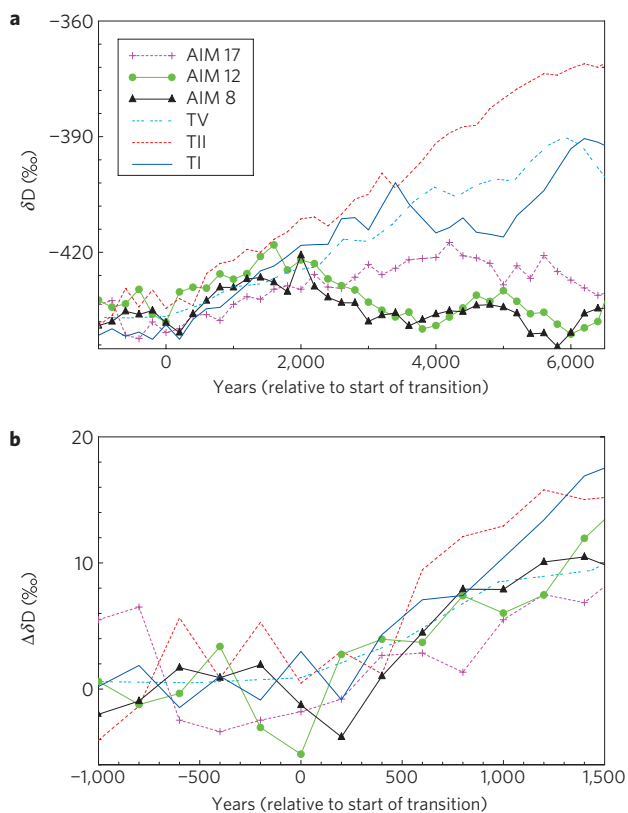 a
−360
−390
−420
δD (‰)
AIM 17
AIM 12
AIM 8
TV
TII
TI
0
2,000
4,000
6,000
Years (relative to start of transition)
b
20
10
0
ΔδD (‰)
−1,000
−500
0
500
1,000
1,500
Years (relative to start of transition)